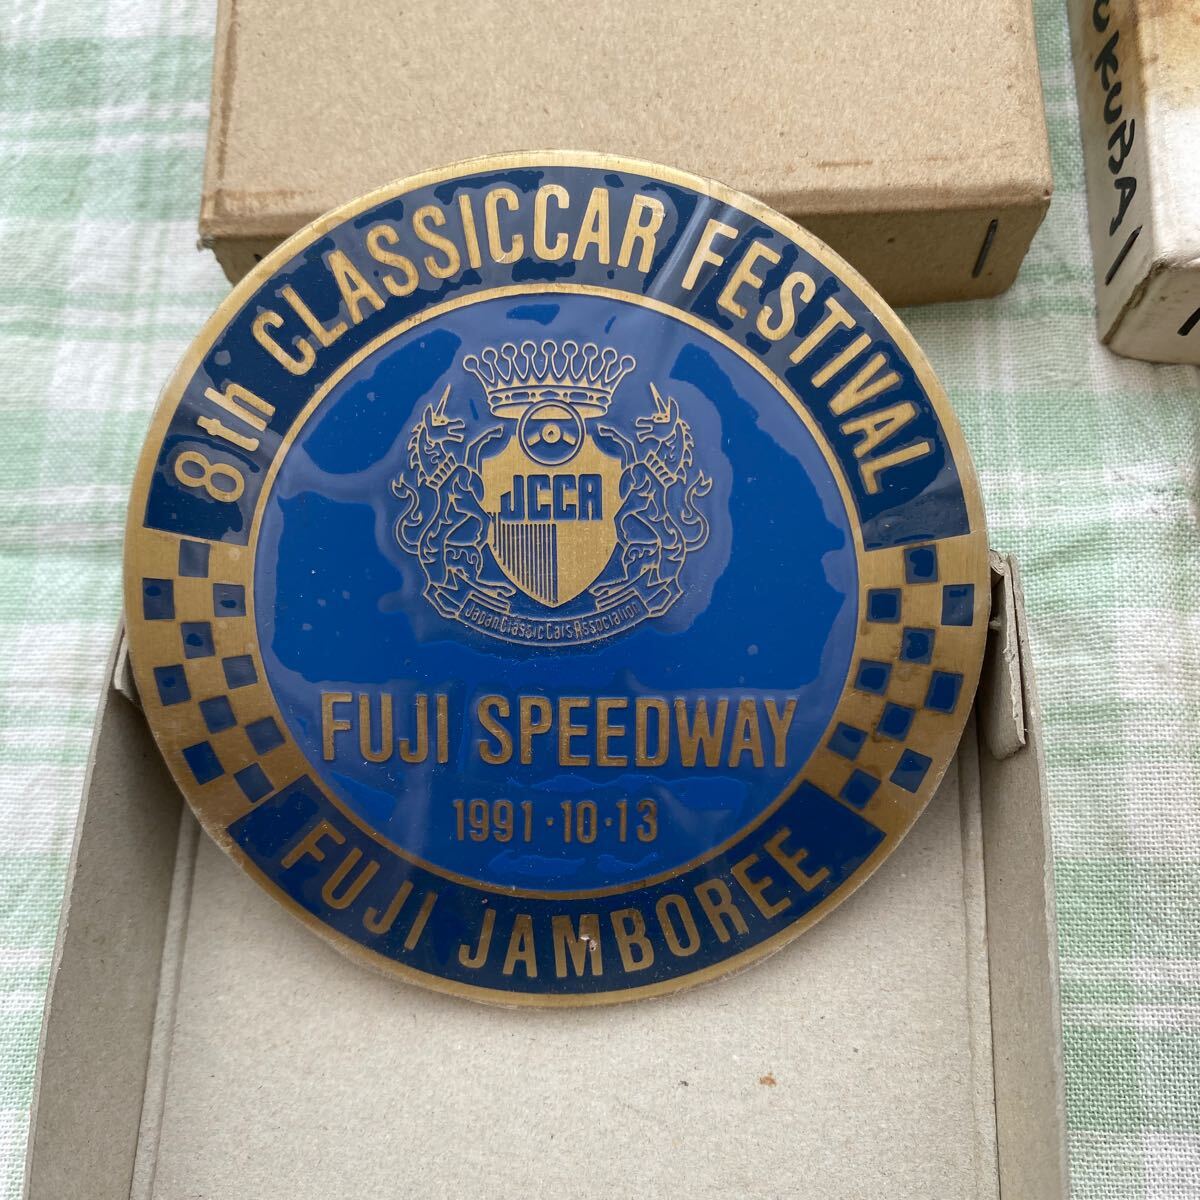 8th CLASSICCAR FESTIVAL
JCCA
Japan Classic Cars Association
FUJI SPEEDWAY
1991・10・13
FUJI JAMBOREE